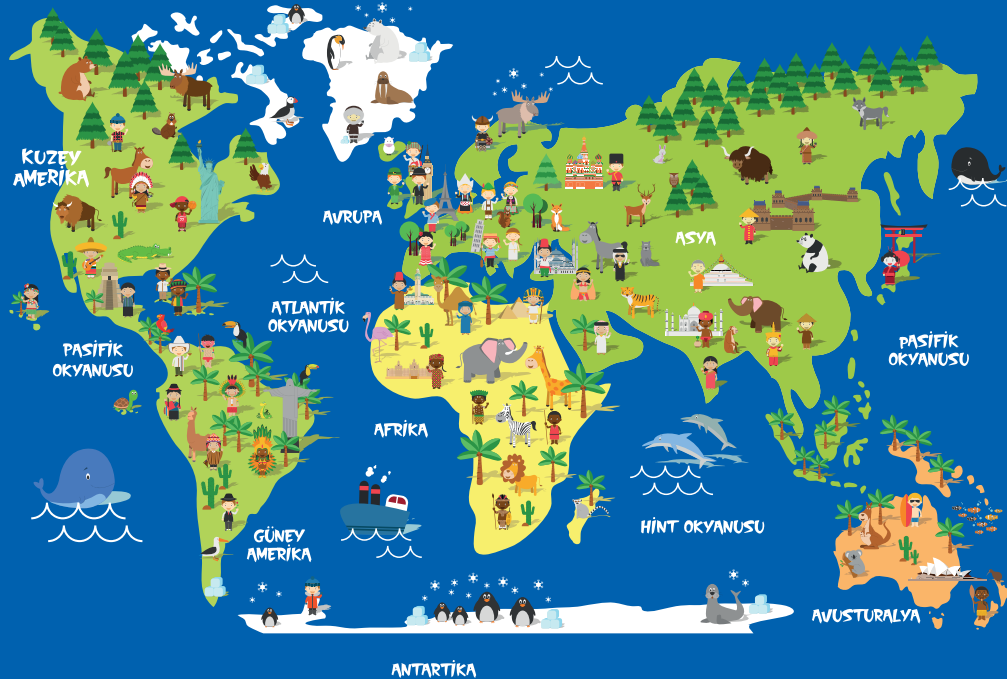 KUZEY
AMERİKA
AVRUPA
ASYA
ATLANTİK
OKYANUSU
PASİFİK
OKYANUSU
PASİFİK
OKYANUSU
AFRİKA
HİNT OKYANUSU
GÜNEY
AMERİKA
AVUSTURALYA
ANTARTİKA